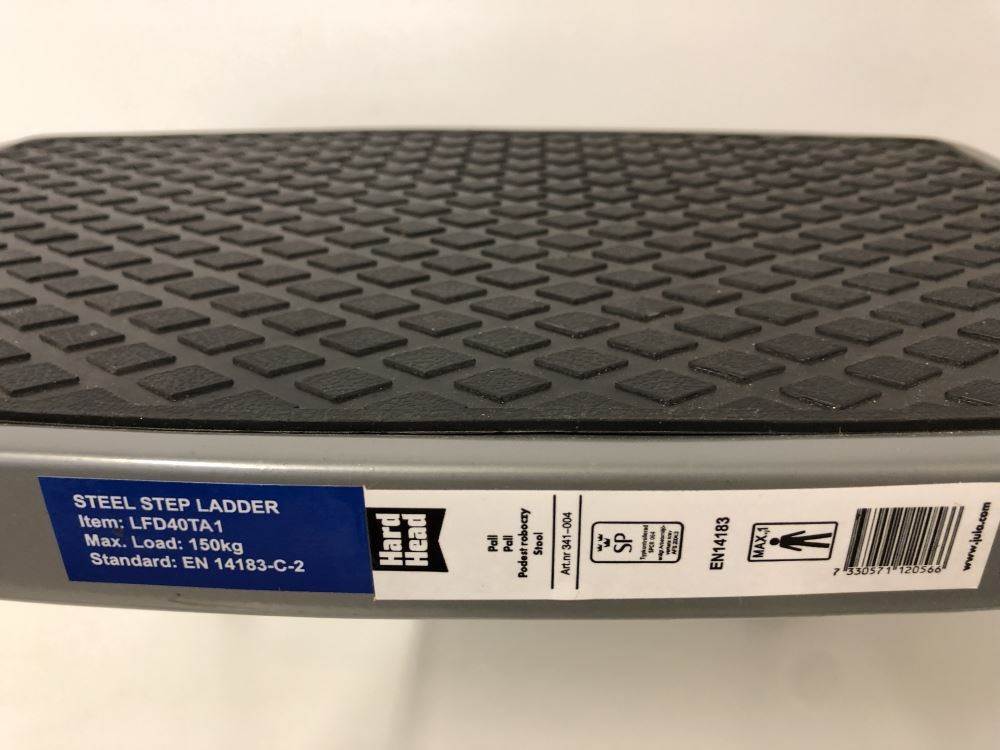 STEEL STEP LADDER
Item: LFD40TA1
Max. Load: 150kg
Standard: EN 14183-C-2
Hard
Head
Pall
Pall
Podest roboczy
Stool
Art.nr 341-004
SP
EN14183
MAX. 1
7 330571 120566
www.jula.com